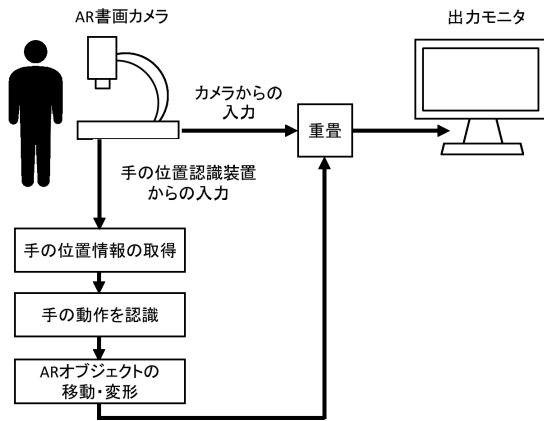 AR書画カメラ
出力モニタ
カメラからの
入力
重畳
手の位置認識装置
からの入力
手の位置情報の取得
手の動作を認識
ARオブジェクトの
移動・変形